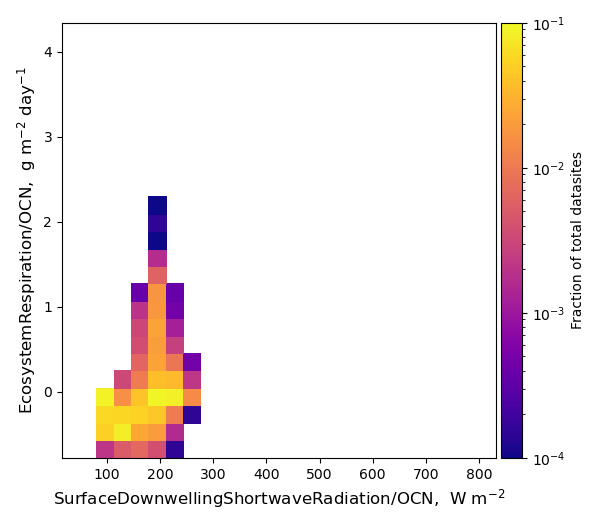 4
3
2
1
0
100 200 300 400 500 600 700 800
SurfaceDownwellingShortwaveRadiation/OCN, W m⁻²
EcosystemRespiration/OCN, g m⁻² day⁻¹
10⁻¹
10⁻²
10⁻³
10⁻⁴
Fraction of total datasites